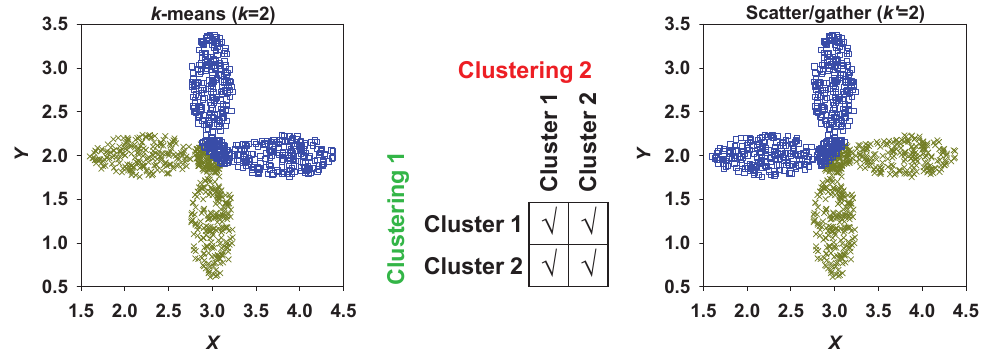 k-means (k=2)
3.5
3.0
2.5
2.0
1.5
1.0
0.5
Y
1.5 2.0 2.5 3.0 3.5 4.0 4.5
X
Clustering 2
Cluster 1
Cluster 2
Clustering 1
Cluster 1 √ √
Cluster 2 √ √
Scatter/gather (k'=2)
3.5
3.0
2.5
2.0
1.5
1.0
0.5
Y
1.5 2.0 2.5 3.0 3.5 4.0 4.5
X